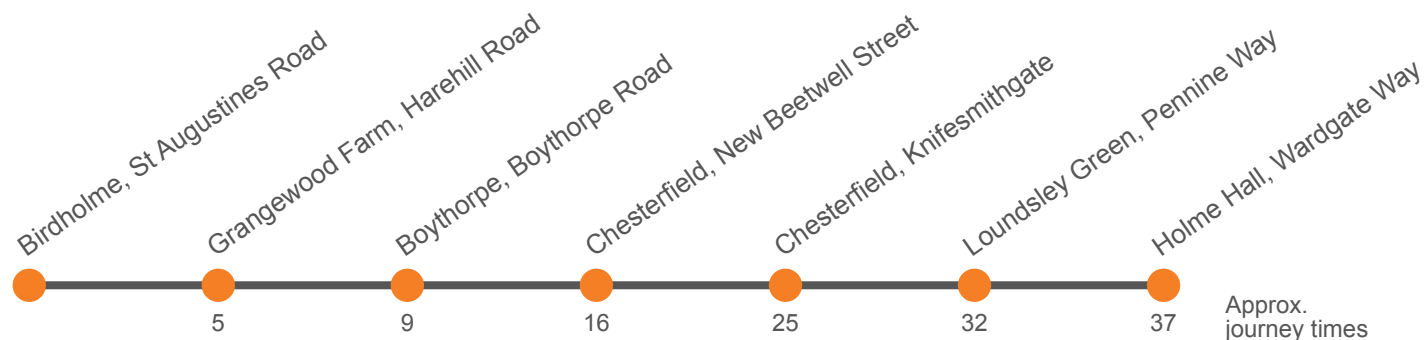 Birdholme, St Augustines Road
Grangewood Farm, Harehill Road
Boythorpe, Boythorpe Road
Chesterfield, New Beetwell Street
Chesterfield, Knifesmithgate
Loundsley Green, Pennine Way
Holme Hall, Wardgate Way
5
9
16
25
32
37
Approx.
journey times